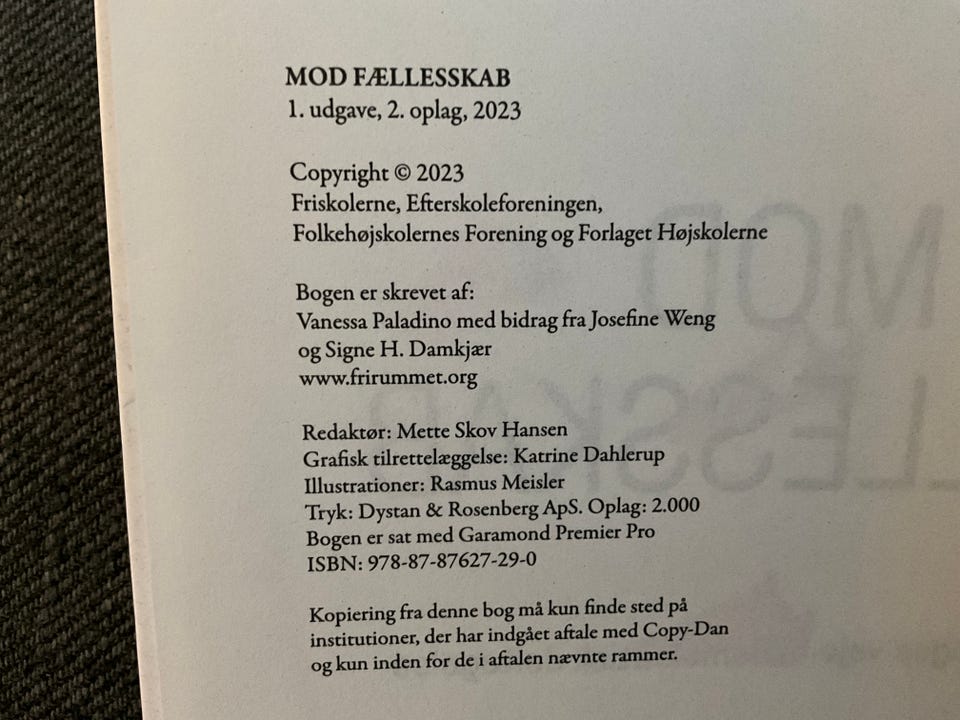 MOD FÆLLESSKAB
1. udgave, 2. oplag, 2023
Copyright © 2023
Friskolerne, Efterskoleforeningen,
Folkehøjskolernes Forening og Forlaget Højskolerne
Bogen er skrevet af:
Vanessa Paladino med bidrag fra Josefine Weng
og Signe H. Damkjær
www.frirummet.org
Redaktør: Mette Skov Hansen
Grafisk tilrettelæggelse: Katrine Dahlerup
Illustrationer: Rasmus Meisler
Tryk: Dystan & Rosenberg ApS. Oplag: 2.000
Bogen er sat med Garamond Premier Pro
ISBN: 978-87-87627-29-0
Kopiering fra denne bog må kun finde sted på
institutioner, der har indgået aftale med Copy-Dan
og kun inden for de i aftalen nævnte rammer.